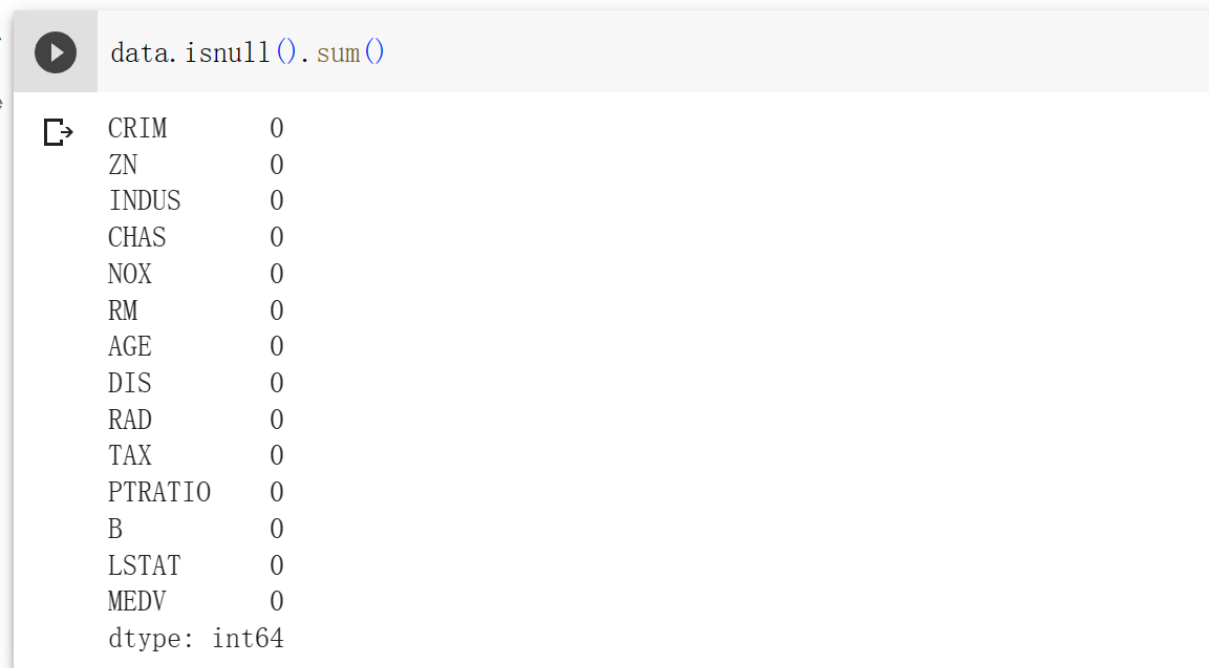 data.isnull().sum()
CRIM 0
ZN 0
INDUS 0
CHAS 0
NOX 0
RM 0
AGE 0
DIS 0
RAD 0
TAX 0
PTRATIO 0
B 0
LSTAT 0
MEDV 0
dtype: int64